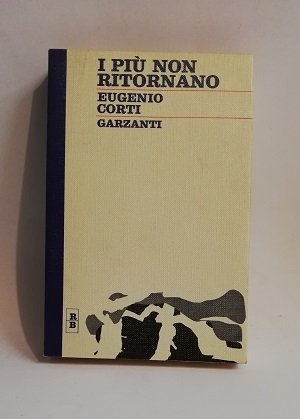 I PIÙ NON
RITORNANO
EUGENIO
CORTI
GARZANTI
R
B